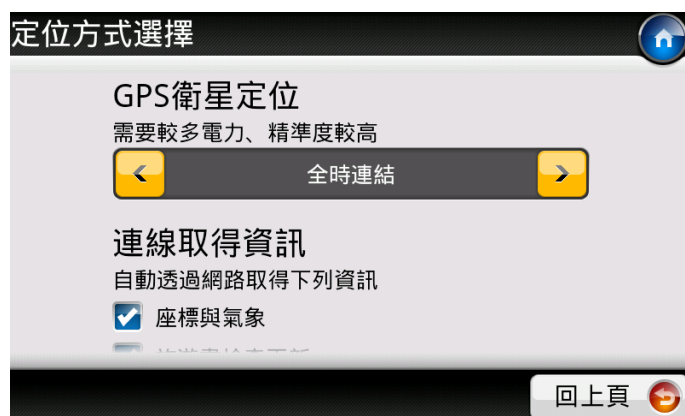 定位方式選擇
GPS衛星定位
需要較多電力、精準度較高
全時連結
連線取得資訊
自動透過網路取得下列資訊
座標與氣象
回上頁